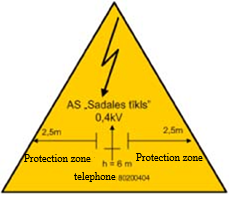 AS „Sadales tīkls”
0,4kV
2,5m 2,5m
Protection zone Protection zone
h = 6 m
telephone 80200404